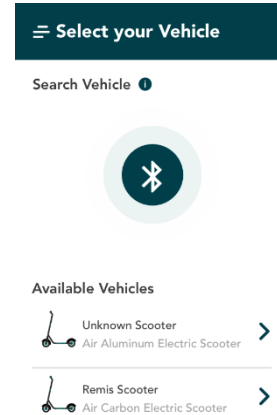 Select your Vehicle
Search Vehicle i
Available Vehicles
Unknown Scooter
Air Aluminum Electric Scooter
Remis Scooter
Air Carbon Electric Scooter